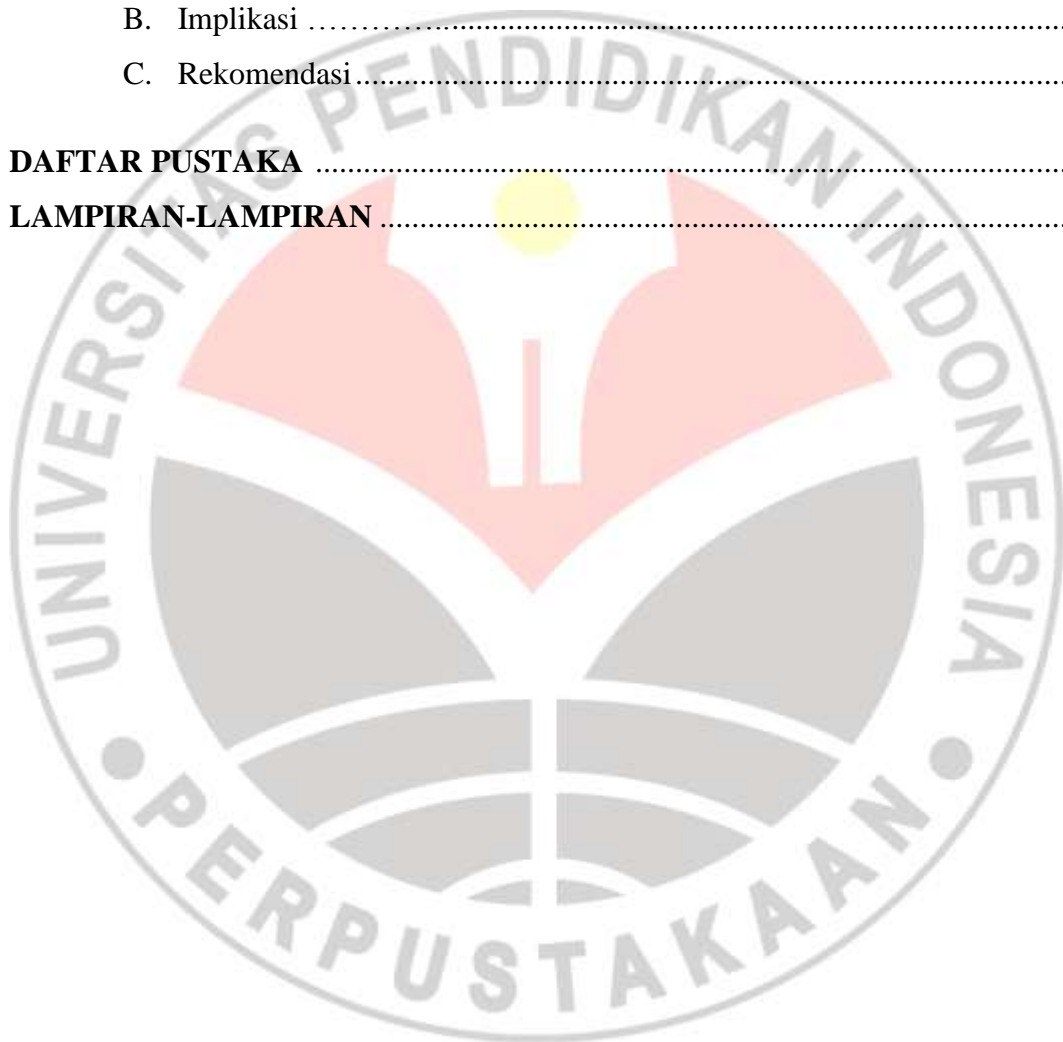 B. Implikasi ……………...........................................................................
C. Rekomendasi.........................................................................................
DAFTAR PUSTAKA ...............................................................................................
LAMPIRAN-LAMPIRAN .......................................................................................
UNIVERSITAS PENDIDIKAN INDONESIA
PERPUSTAKAAN